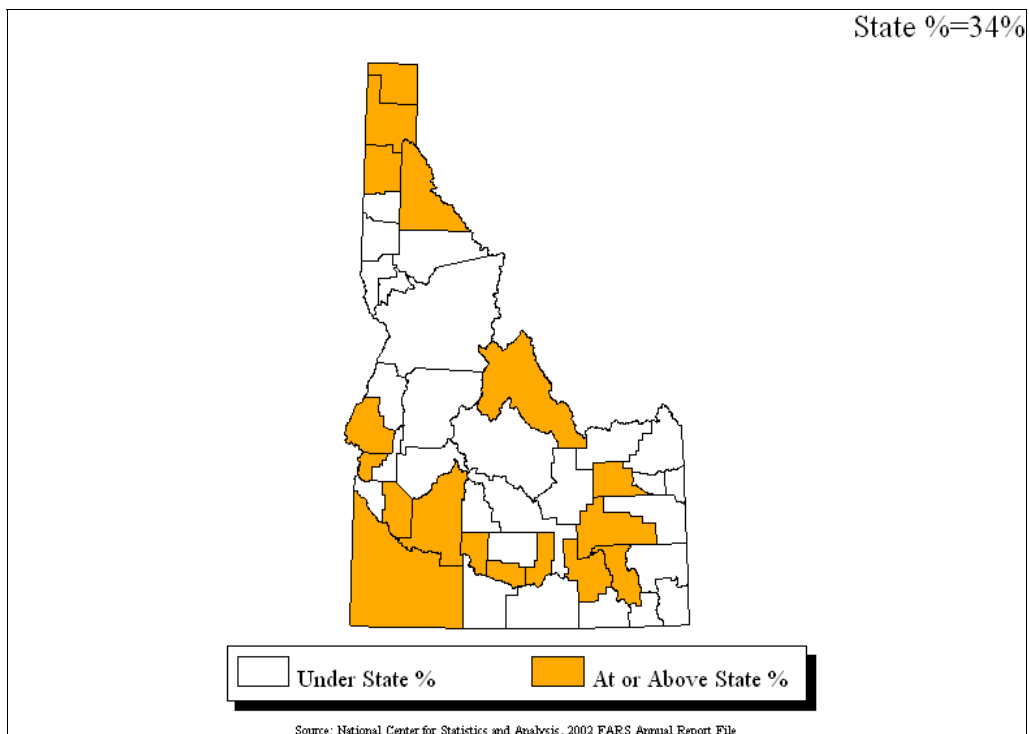 State %=34%
Under State %
At or Above State %
Source: National Center for Statistics and Analysis, 2002 FARS Annual Report File